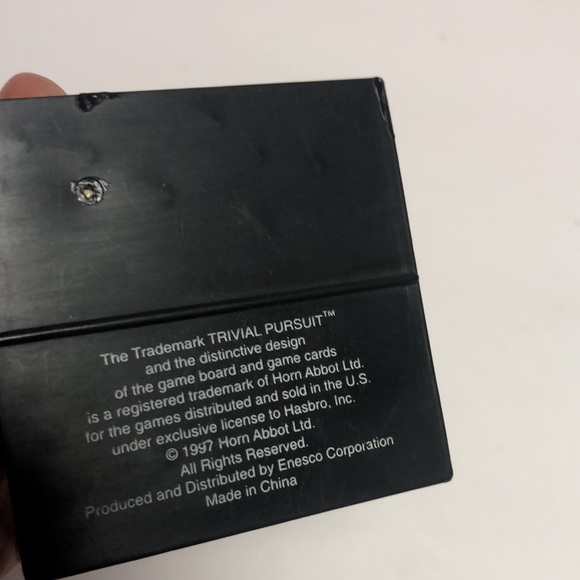 The Trademark TRIVIAL PURSUIT™
and the distinctive design
of the game board and game cards
is a registered trademark of Horn Abbot Ltd.
for the games distributed and sold in the U.S.
under exclusive license to Hasbro, Inc.
© 1997 Horn Abbot Ltd.
All Rights Reserved.
Produced and Distributed by Enesco Corporation
Made in China